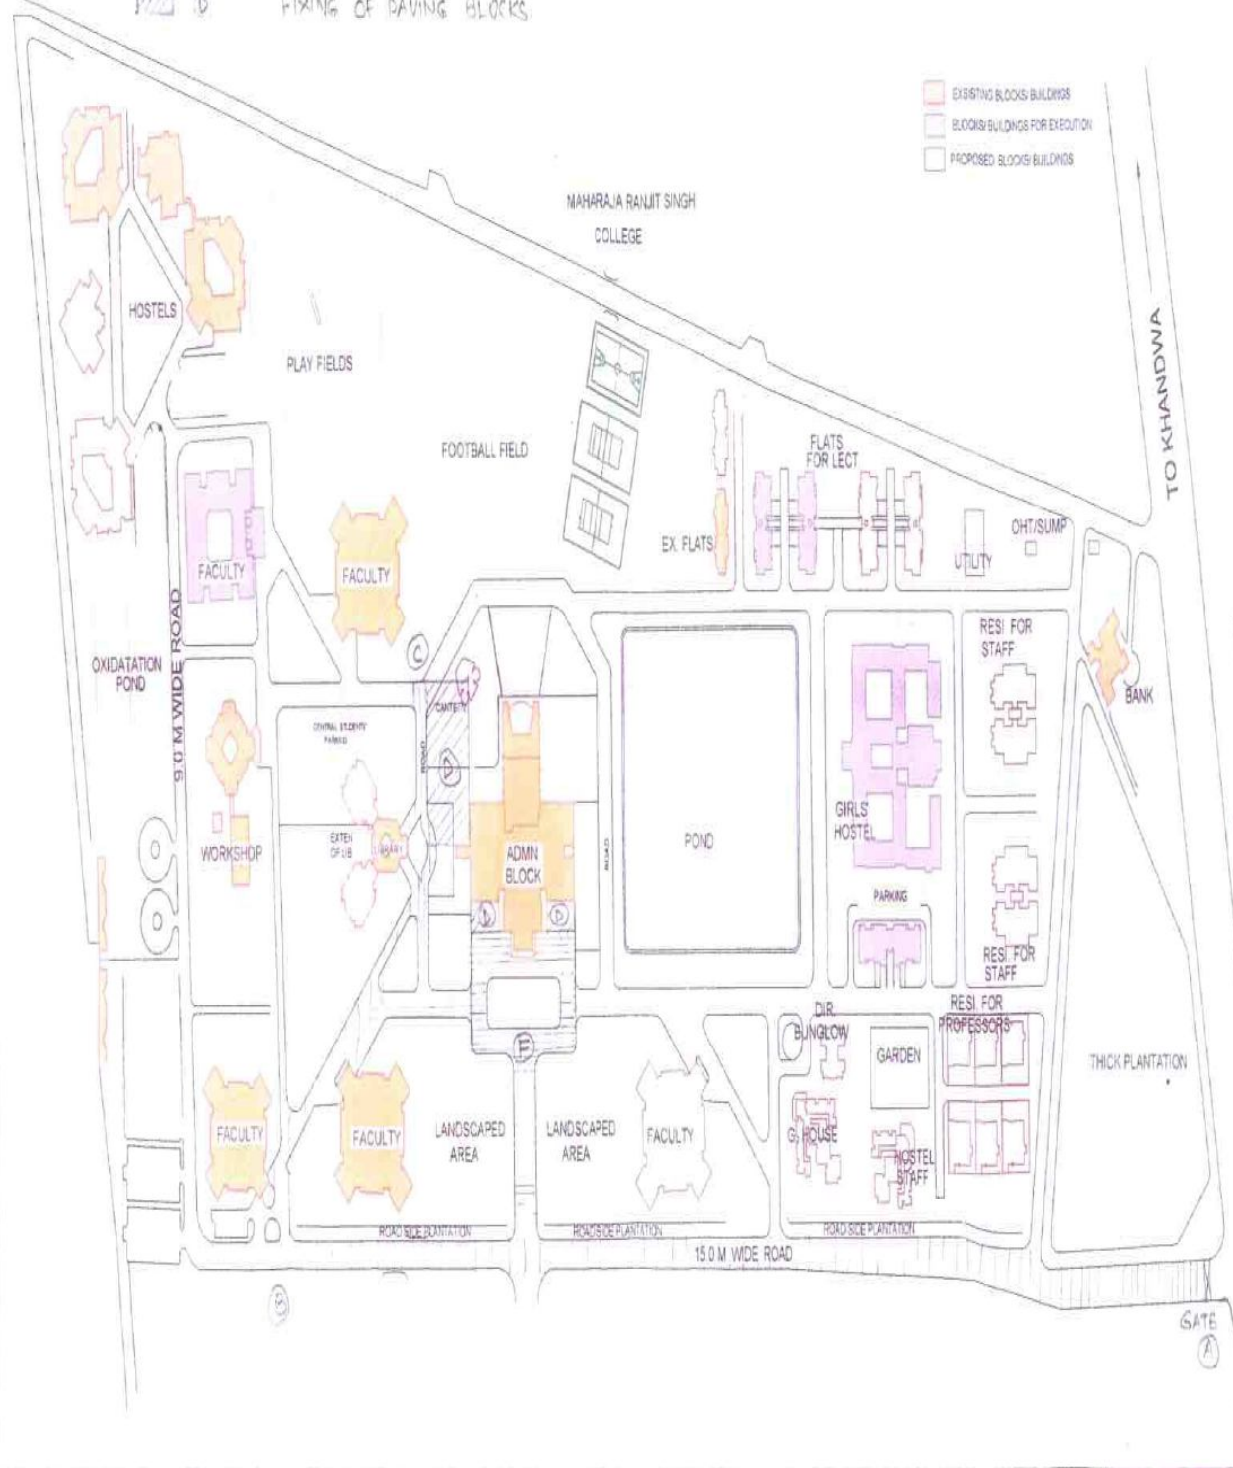 D FIXING OF PAVING BLOCKS
EXSISITING BLOCKS/ BUILDINGS
BLOCKS/ BUILDINGS FOR EXECUTION
PROPOSED BLOCKS/ BUILDINGS
MAHARAJA RANJIT SINGH
COLLEGE
TO KHANDWA
HOSTELS
PLAY FIELDS
FOOTBALL FIELD
FLATS
FOR LECT
EX. FLATS
UTILITY
OHT/SUMP
FACULTY
FACULTY
9.0 M WIDE ROAD
OXIDATATION
POND
C
CANTEEN
RESI FOR
STAFF
BANK
CENTRAL STUDENTS'
PARKING
ROAD
D
WORKSHOP
EXTEN
OF LIB
LIBRARY
ADMN
BLOCK
ROAD
POND
GIRLS'
HOSTEL
PARKING
D
D
RESI. FOR
STAFF
F
DIR.
BUNGLOW
GARDEN
RESI. FOR
PROFESSORS
THICK PLANTATION
FACULTY
FACULTY
LANDSCAPED
AREA
LANDSCAPED
AREA
FACULTY
G. HOUSE
HOSTEL
STAFF
ROAD SIDE PLANTATION
ROADSIDE PLANTATION
ROAD SIDE PLANTATION
15.0 M WIDE ROAD
B
GATE
A